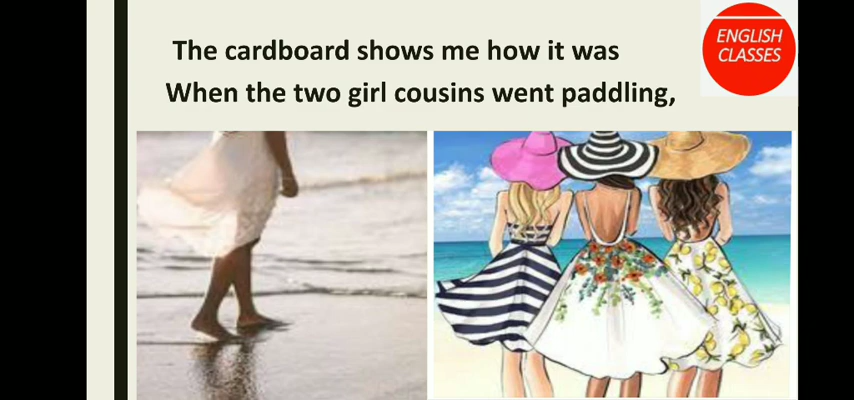 The cardboard shows me how it was
When the two girl cousins went paddling,
ENGLISH
CLASSES